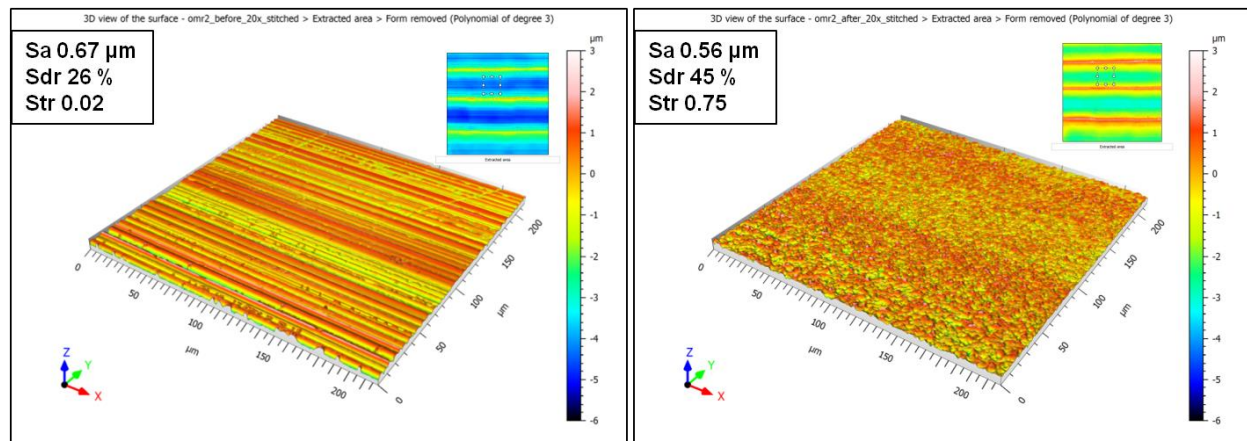 3D view of the surface - omr2_before_20x_stitched > Extracted area > Form removed (Polynomial of degree 3)
Sa 0.67 µm
Sdr 26 %
Str 0.02
Extracted area
µm
3
2
1
0
-1
-2
-3
-4
-5
-6
0
50
100
150
200
µm
0
50
100
150
200
µm
Z
Y
X
3D view of the surface - omr2_after_20x_stitched > Extracted area > Form removed (Polynomial of degree 3)
Sa 0.56 µm
Sdr 45 %
Str 0.75
Extracted area
µm
3
2
1
0
-1
-2
-3
-4
-5
-6
0
50
100
150
200
µm
0
50
100
150
200
µm
Z
Y
X